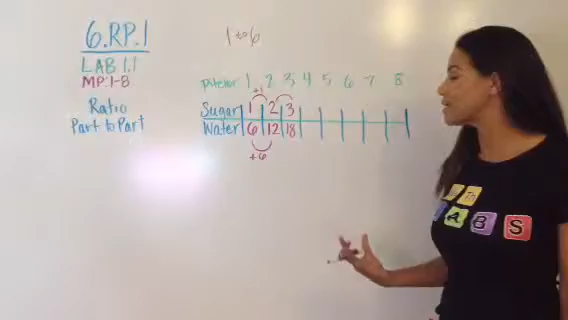 6.RP.1
LAB 1.1
MP.1-8
Ratio
Part to Part
1 to 6
Pitcher 1 2 3 4 5 6 7 8
+1
Sugar 1 2 3
Water 6 12 18
+6
A B S